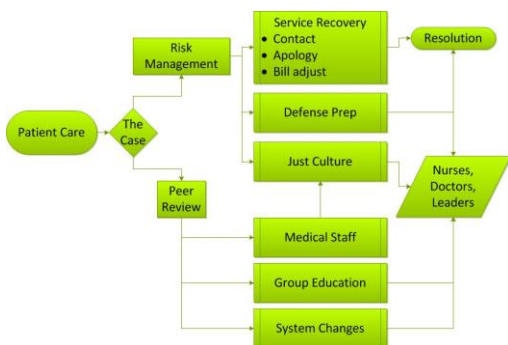 Service Recovery
• Contact
• Apology
• Bill adjust
Resolution
Risk
Management
Defense Prep
Patient Care
The
Case
Just Culture
Nurses,
Doctors,
Leaders
Peer
Review
Medical Staff
Group Education
System Changes